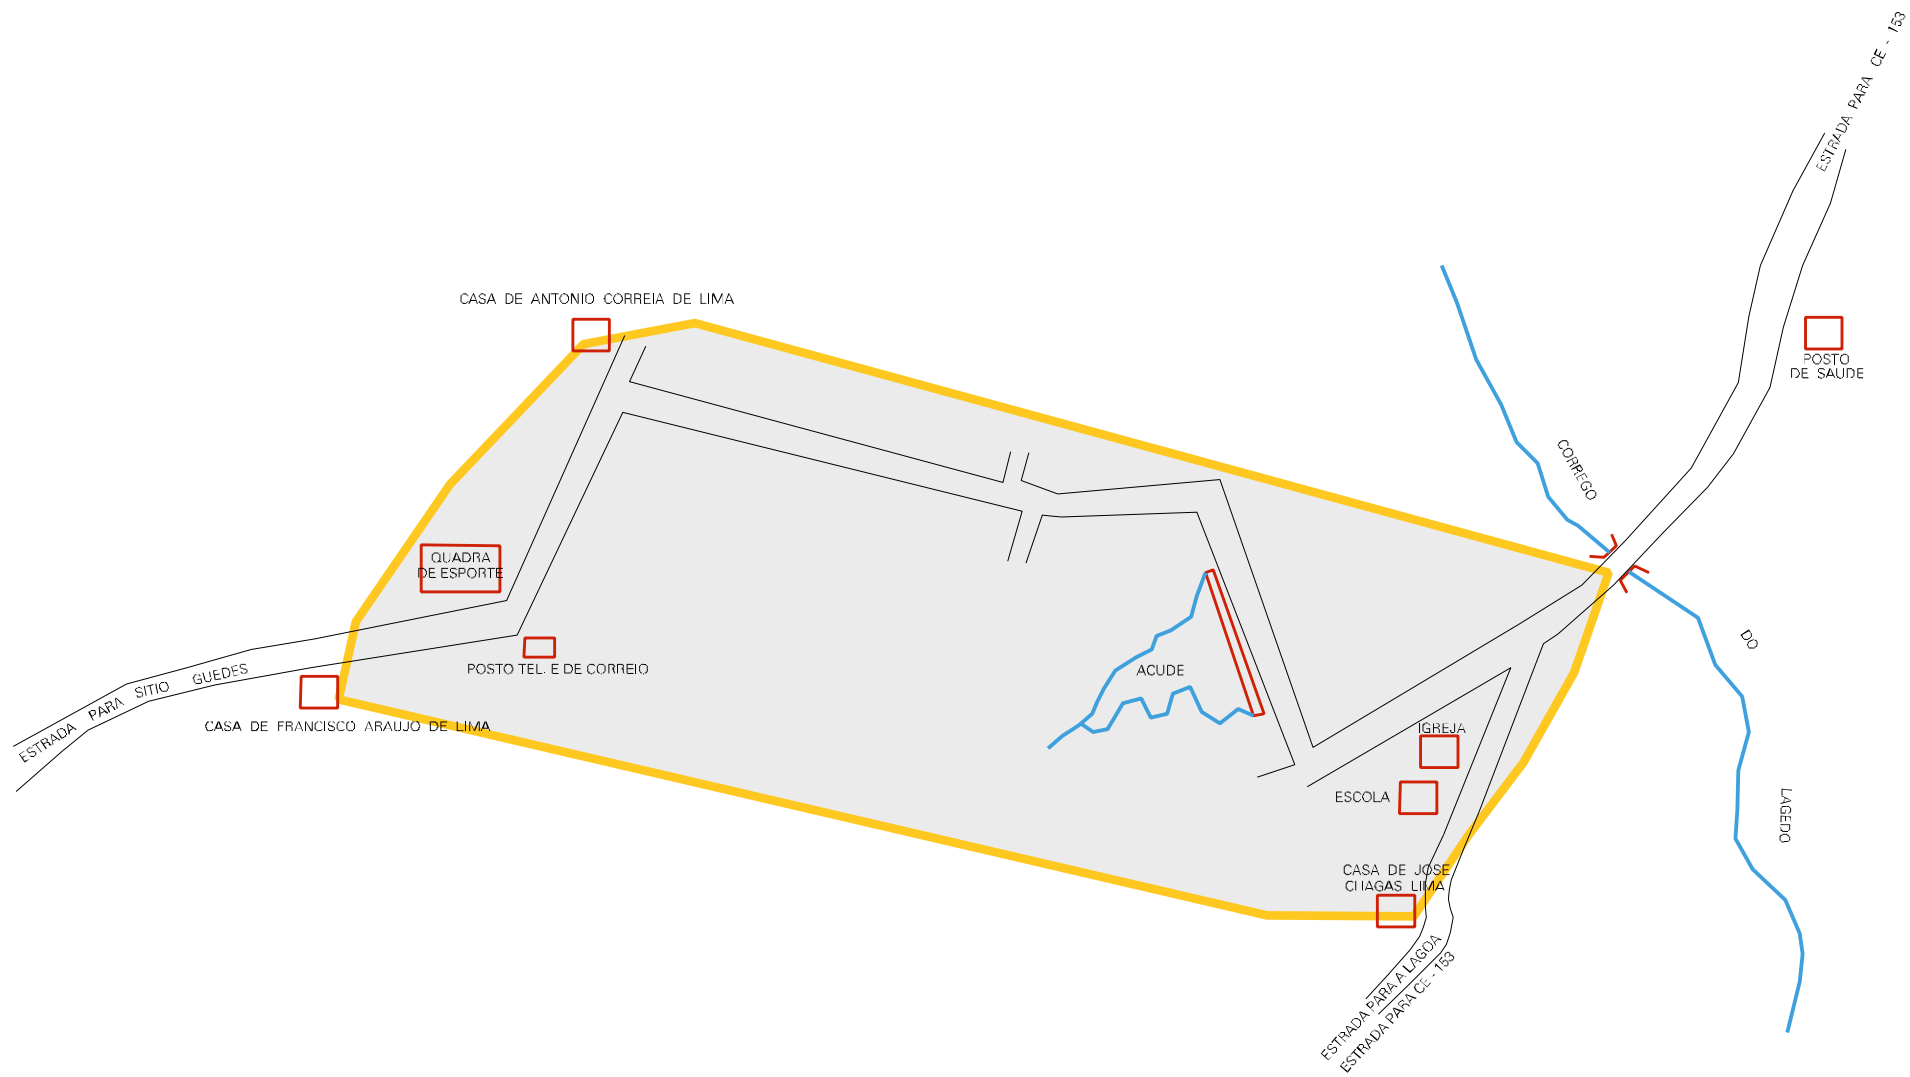 ESTRADA PARA CE - 153
CASA DE ANTONIO CORREIA DE LIMA
POSTO
DE SAUDE
CORREGO
DO
LAGEDO
QUADRA
DE ESPORTE
POSTO TEL. E DE CORREIO
ESTRADA PARA SITIO GUEDES
CASA DE FRANCISCO ARAUJO DE LIMA
ACUDE
IGREJA
ESCOLA
CASA DE JOSE
CHAGAS LIMA
ESTRADA PARA A LAGOA
ESTRADA PARA CE - 153